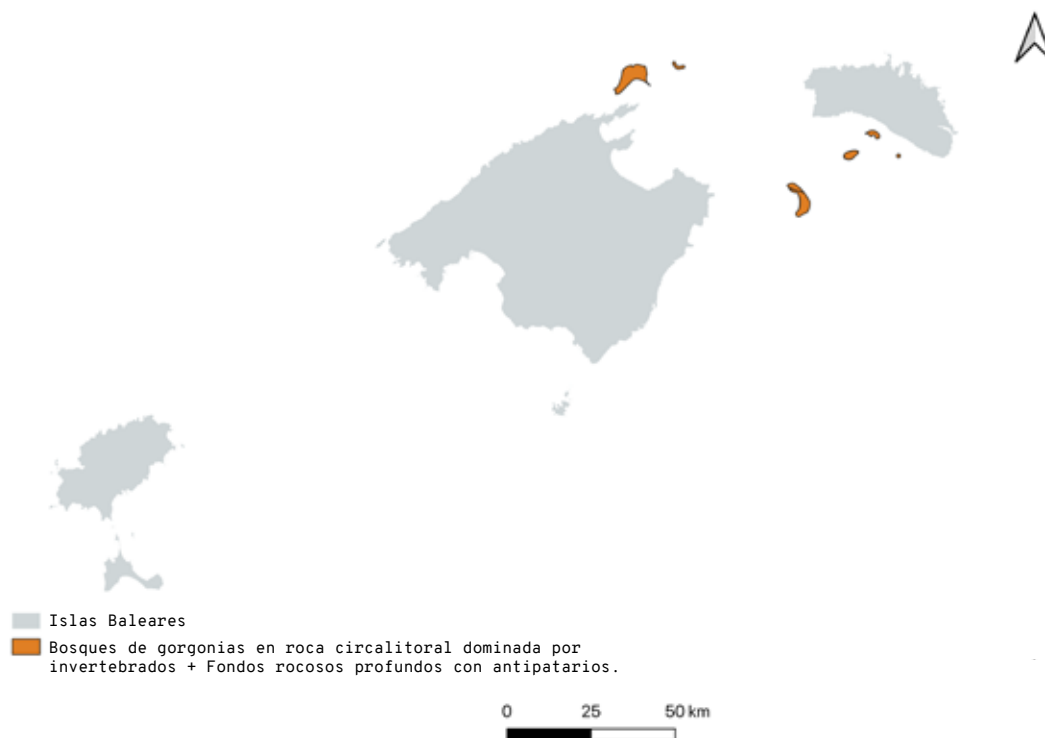 Islas Baleares
Bosques de gorgonias en roca circalitoral dominada por
invertebrados + Fondos rocosos profundos con antipatarios.
0 25 50 km